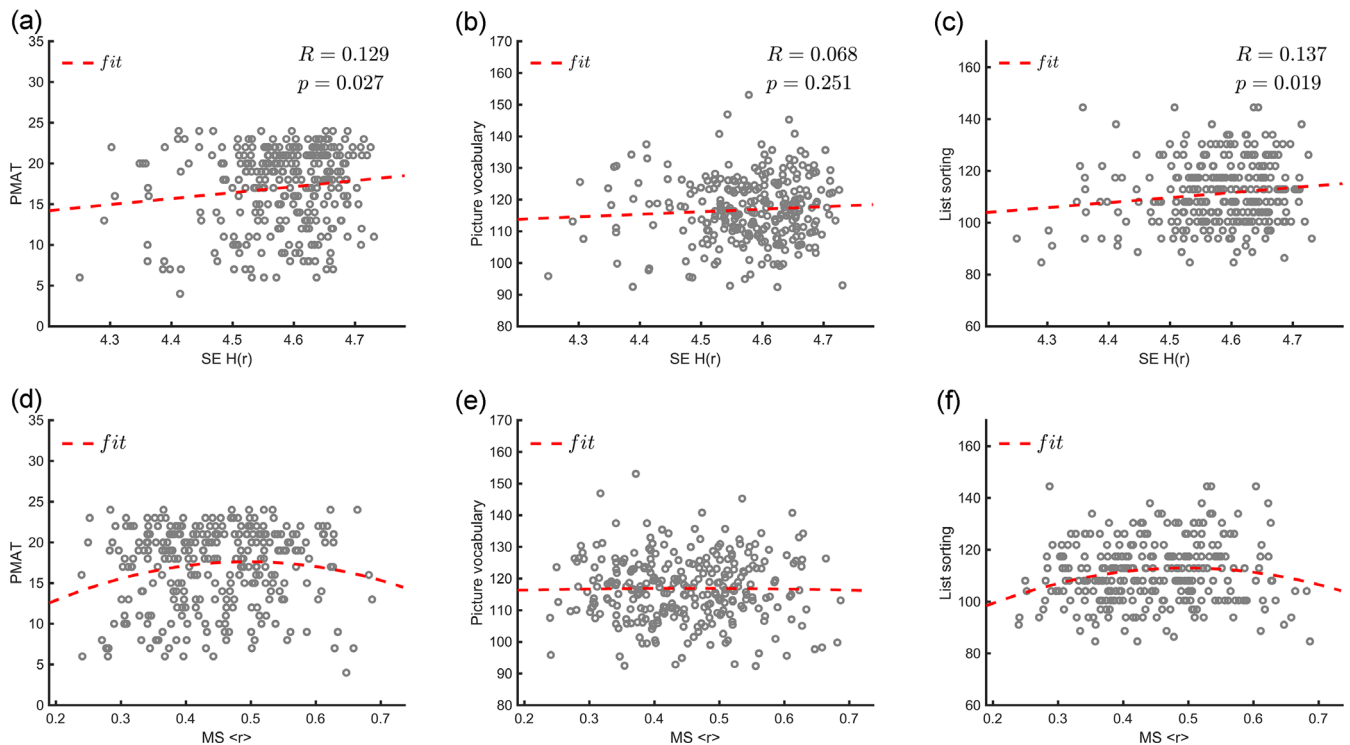 (a)
PMAT
35
30
25
20
15
10
5
0
fit
R = 0.129
p = 0.027
4.3 4.4 4.5 4.6 4.7
SE H(r)
(b)
Picture vocabulary
170
160
150
140
130
120
110
100
90
80
fit
R = 0.068
p = 0.251
4.3 4.4 4.5 4.6 4.7
SE H(r)
(c)
List sorting
160
140
120
100
80
60
fit
R = 0.137
p = 0.019
4.3 4.4 4.5 4.6 4.7
SE H(r)
(d)
PMAT
35
30
25
20
15
10
5
0
fit
0.2 0.3 0.4 0.5 0.6 0.7
MS <r>
(e)
Picture vocabulary
170
160
150
140
130
120
110
100
90
80
fit
0.2 0.3 0.4 0.5 0.6 0.7
MS <r>
(f)
List sorting
160
140
120
100
80
60
fit
0.2 0.3 0.4 0.5 0.6 0.7
MS <r>